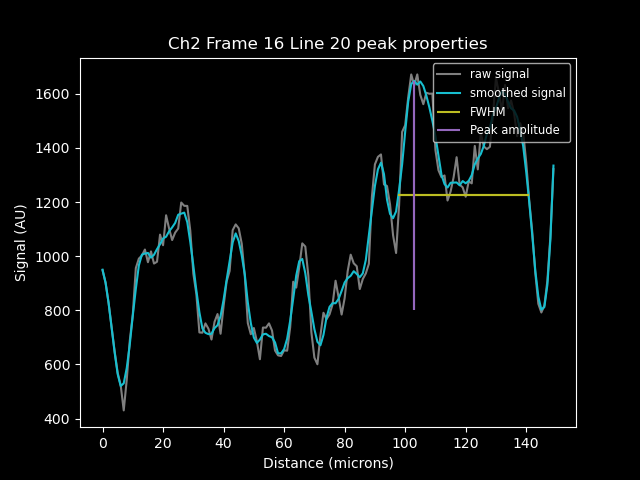 Ch2 Frame 16 Line 20 peak properties
raw signal
smoothed signal
FWHM
Peak amplitude
Signal (AU)
1600
1400
1200
1000
800
600
400
0 20 40 60 80 100 120 140
Distance (microns)